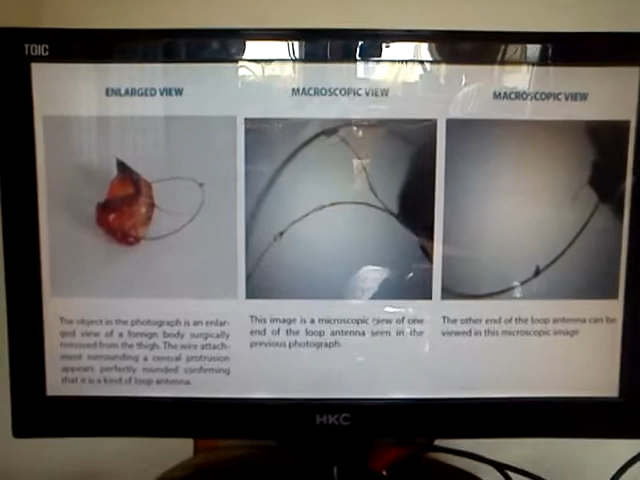 TQIC
ENLARGED VIEW
MACROSCOPIC VIEW
MACROSCOPIC VIEW
The object in the photograph is an enlar-
ged view of a foreign body surgically
removed from the thigh. The wire attach-
ment surrounding a central protrusion
appears perfectly rounded confirming
that it is a kind of loop antenna.
This image is a microscopic view of one
end of the loop antenna seen in the
previous photograph.
The other end of the loop antenna can be
viewed in this microscopic image
HKC